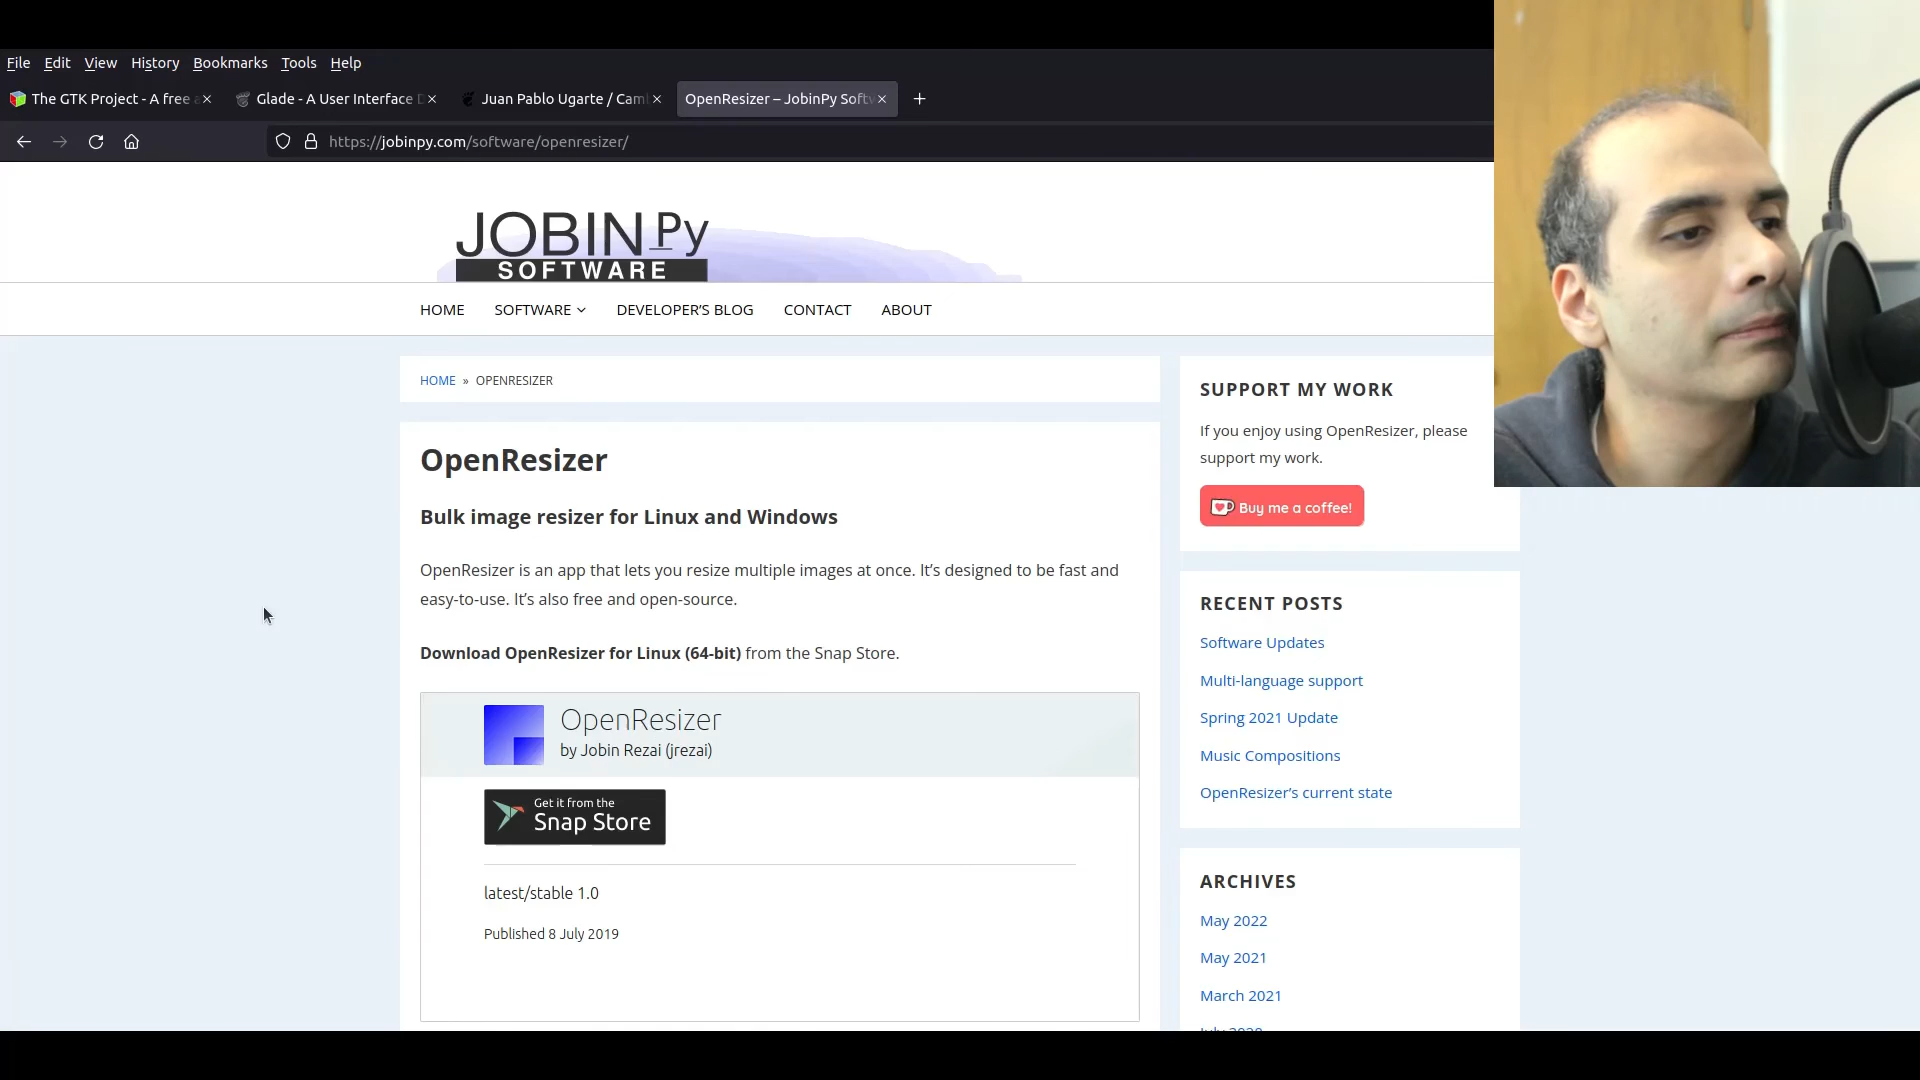 File Edit View History Bookmarks Tools Help
The GTK Project - A free a
Glade - A User Interface D
Juan Pablo Ugarte / Cam
OpenResizer – JobinPy Softw
https://jobinpy.com/software/openresizer/
JOBIN Py
SOFTWARE
HOME SOFTWARE DEVELOPER’S BLOG CONTACT ABOUT
HOME » OPENRESIZER
OpenResizer
Bulk image resizer for Linux and Windows
OpenResizer is an app that lets you resize multiple images at once. It’s designed to be fast and
easy-to-use. It’s also free and open-source.
Download OpenResizer for Linux (64-bit) from the Snap Store.
OpenResizer
by Jobin Rezai (jrezai)
Get it from the
Snap Store
latest/stable 1.0
Published 8 July 2019
SUPPORT MY WORK
If you enjoy using OpenResizer, please
support my work.
Buy me a coffee!
RECENT POSTS
Software Updates
Multi-language support
Spring 2021 Update
Music Compositions
OpenResizer’s current state
ARCHIVES
May 2022
May 2021
March 2021